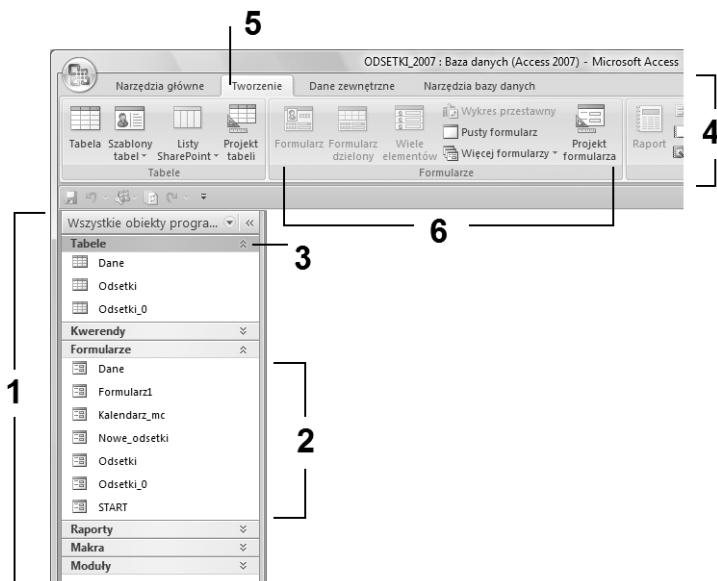 5
ODSETKI_2007 : Baza danych (Access 2007) - Microsoft Access
Narzędzia główne Tworzenie Dane zewnętrzne Narzędzia bazy danych
4
Tabela Szablony tabel Listy SharePoint Projekt tabeli
Tabele
Formularz Formularz dzielony Wiele elementów Wykres przestawny Pusty formularz Więcej formularzy Projekt formularza
Formularze
Raport
6
1
Wszystkie obiekty progra...
Tabele
3
Dane
Odsetki
Odsetki_0
Kwerendy
Formularze
2
Dane
Formularz1
Kalendarz_mc
Nowe_odsetki
Odsetki
Odsetki_0
START
Raporty
Makra
Moduły